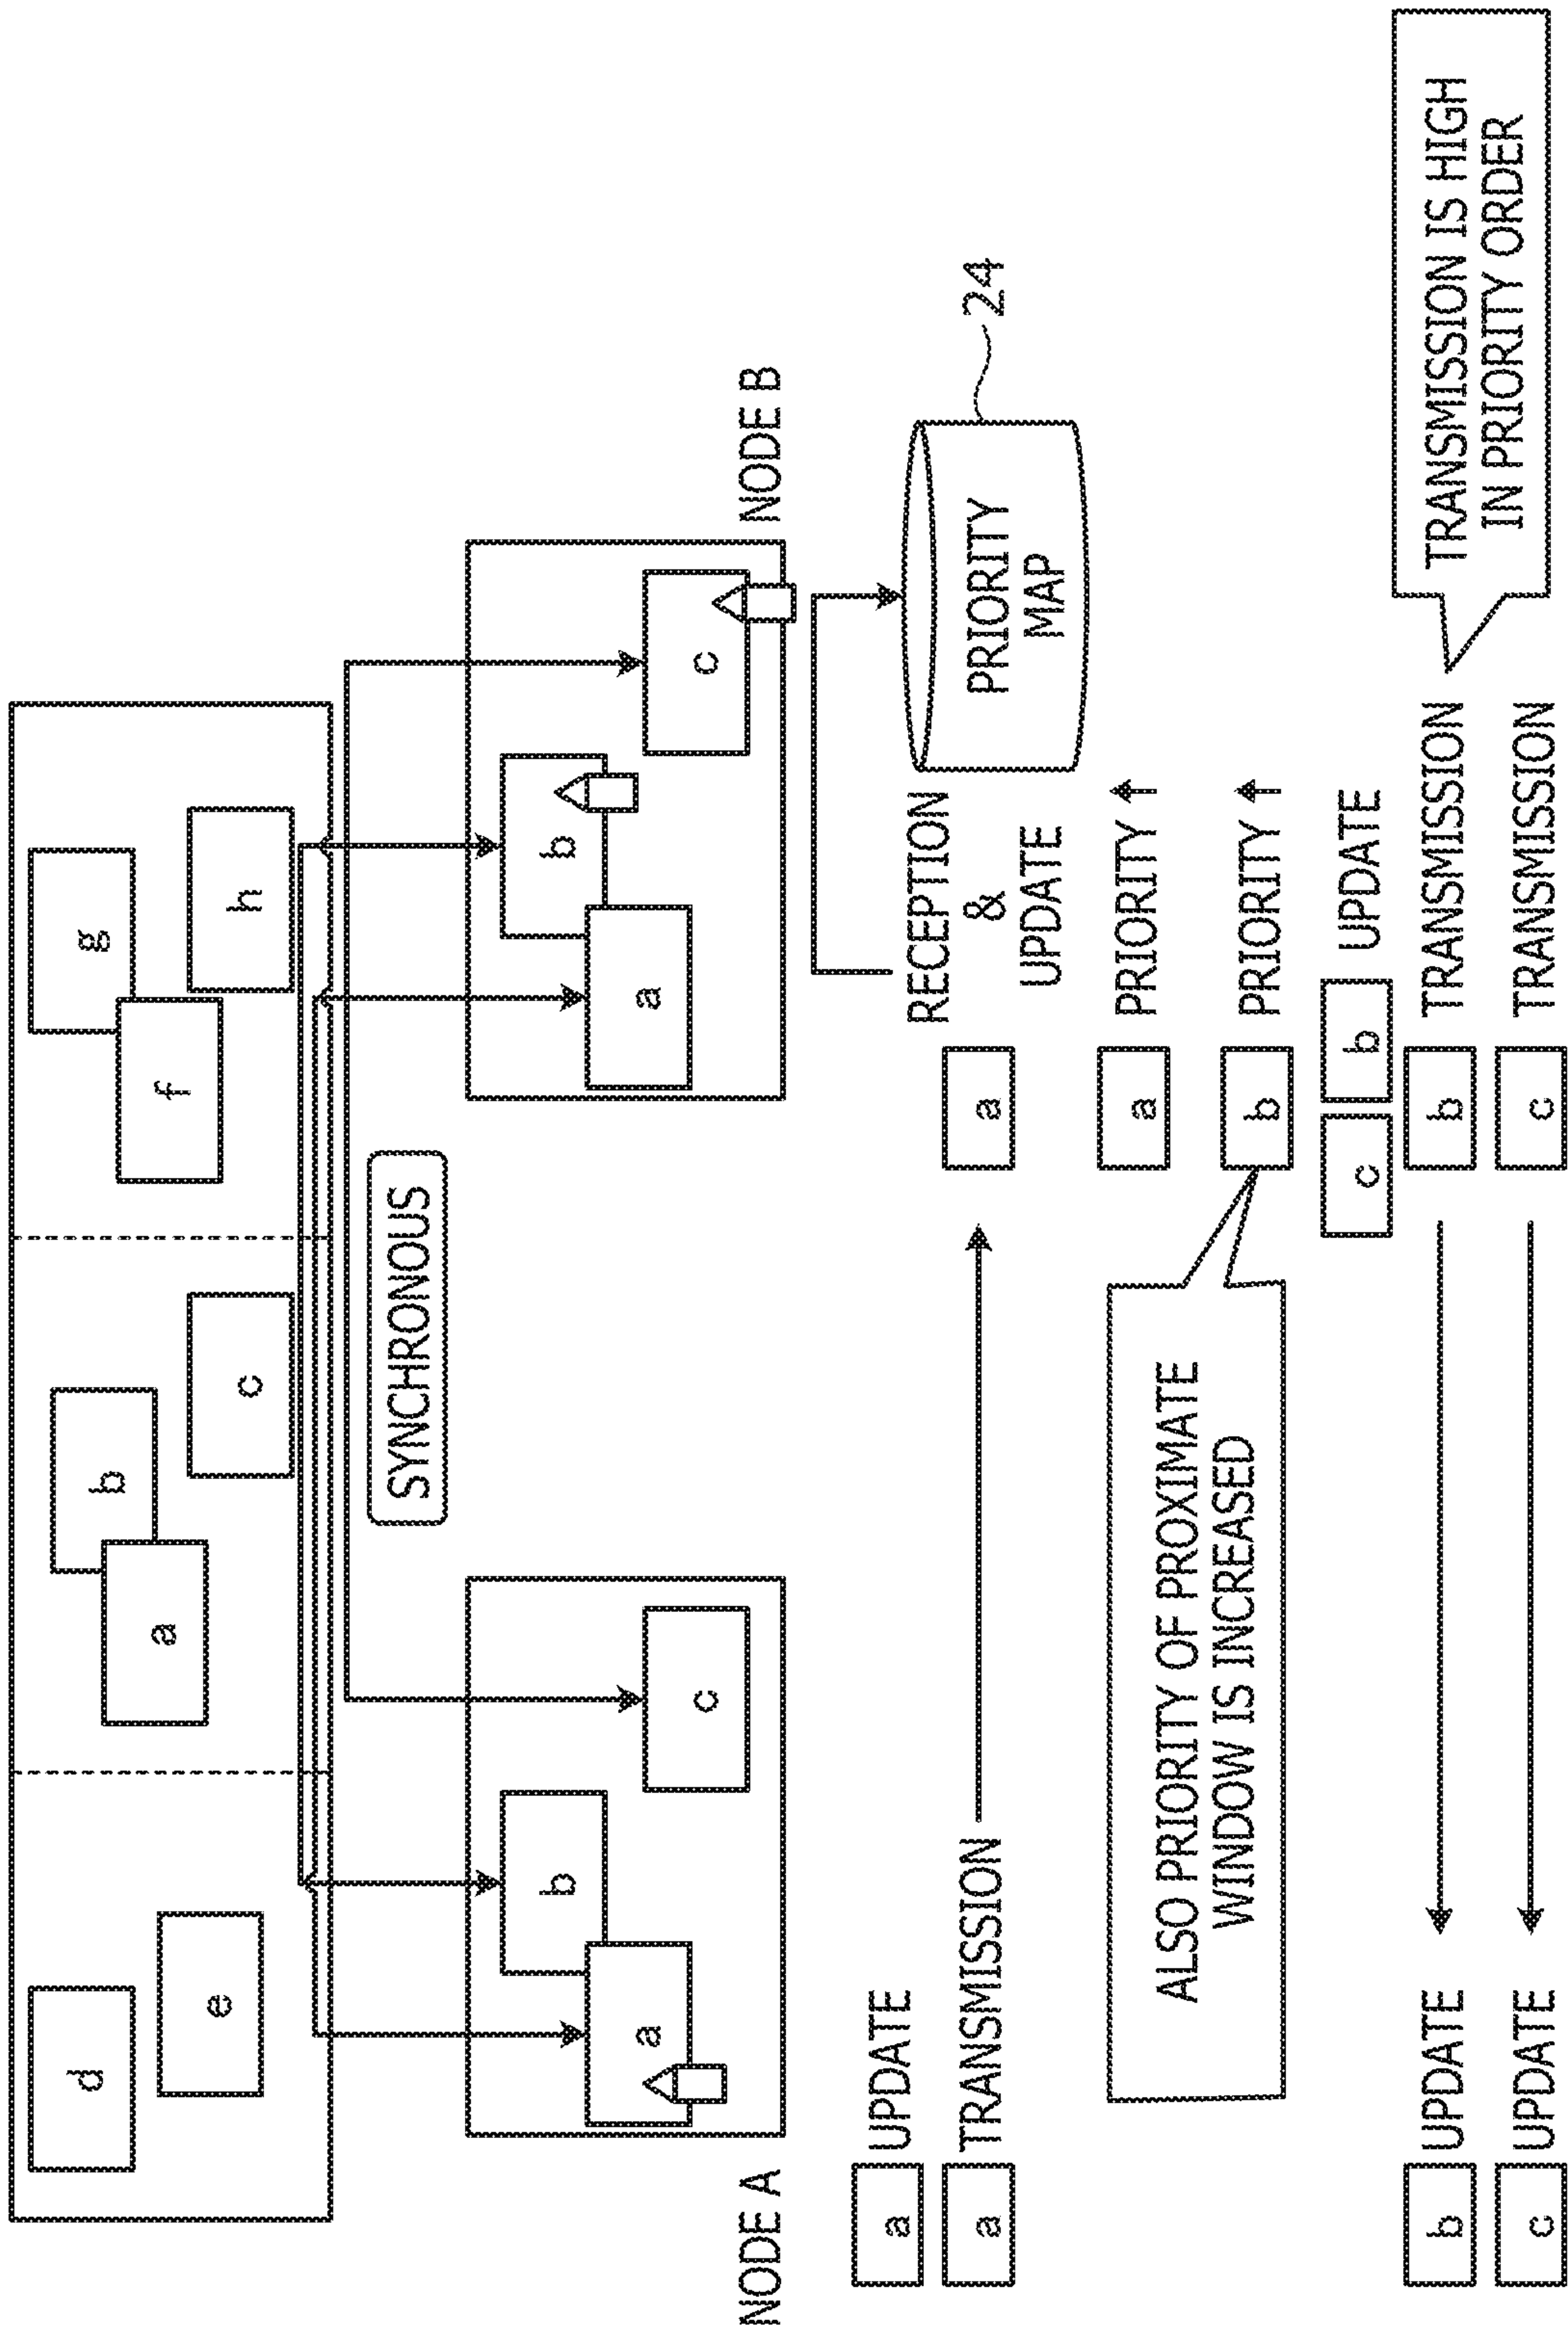 d
e
a
b
c
f
g
h
SYNCHRONOUS
a
b
c
NODE A
a
b
c
NODE B
a UPDATE
a TRANSMISSION
a
RECEPTION
&
UPDATE
PRIORITY
MAP
24
a PRIORITY
b PRIORITY
ALSO PRIORITY OF PROXIMATE
WINDOW IS INCREASED
c b UPDATE
b UPDATE
b TRANSMISSION
c UPDATE
c TRANSMISSION
TRANSMISSION IS HIGH
IN PRIORITY ORDER